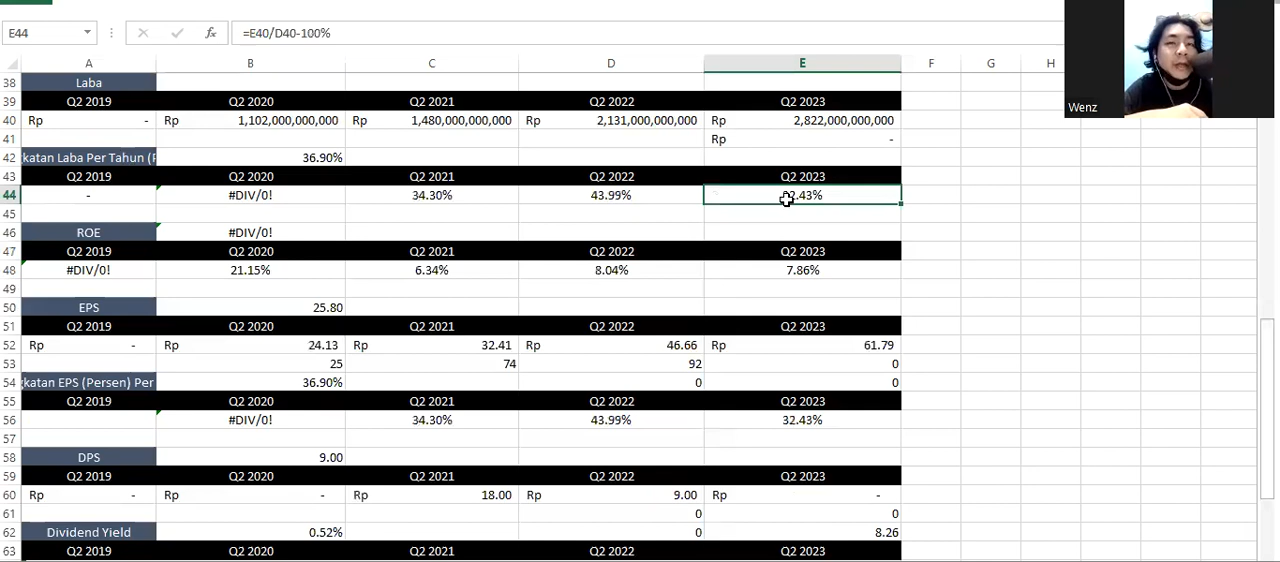 E44 fx =E40/D40-100%
A B C D E F G H
38 Laba
39 Q2 2019 Q2 2020 Q2 2021 Q2 2022 Q2 2023
40 Rp - Rp 1,102,000,000,000 Rp 1,480,000,000,000 Rp 2,131,000,000,000 Rp 2,822,000,000,000
Wenz
41 Rp -
42 katan Laba Per Tahun (P 36.90%
43 Q2 2019 Q2 2020 Q2 2021 Q2 2022 Q2 2023
44 - #DIV/0! 34.30% 43.99% 32.43%
45
46 ROE #DIV/0!
47 Q2 2019 Q2 2020 Q2 2021 Q2 2022 Q2 2023
48 #DIV/0! 21.15% 6.34% 8.04% 7.86%
49
50 EPS 25.80
51 Q2 2019 Q2 2020 Q2 2021 Q2 2022 Q2 2023
52 Rp - Rp 24.13 Rp 32.41 Rp 46.66 Rp 61.79
53 25 74 92 0
54 gkatan EPS (Persen) Per 36.90% 0 0
55 Q2 2019 Q2 2020 Q2 2021 Q2 2022 Q2 2023
56 #DIV/0! 34.30% 43.99% 32.43%
57
58 DPS 9.00
59 Q2 2019 Q2 2020 Q2 2021 Q2 2022 Q2 2023
60 Rp - Rp - Rp 18.00 Rp 9.00 Rp -
61 0 0
62 Dividend Yield 0.52% 0 8.26
63 Q2 2019 Q2 2020 Q2 2021 Q2 2022 Q2 2023